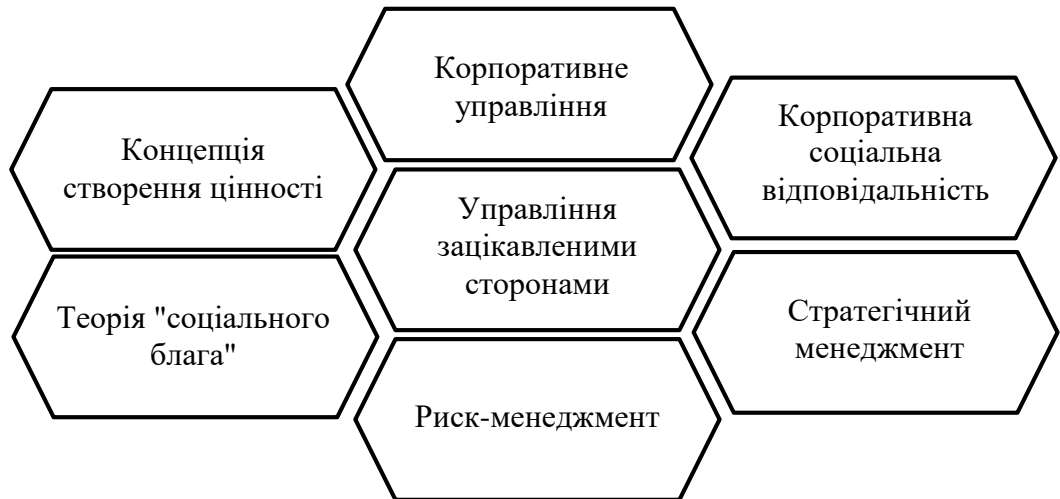 Корпоративне
управління
Концепція
створення цінності
Корпоративна
соціальна
відповідальність
Управління
зацікавленими
сторонами
Теорія "соціального
блага"
Стратегічний
менеджмент
Риск-менеджмент